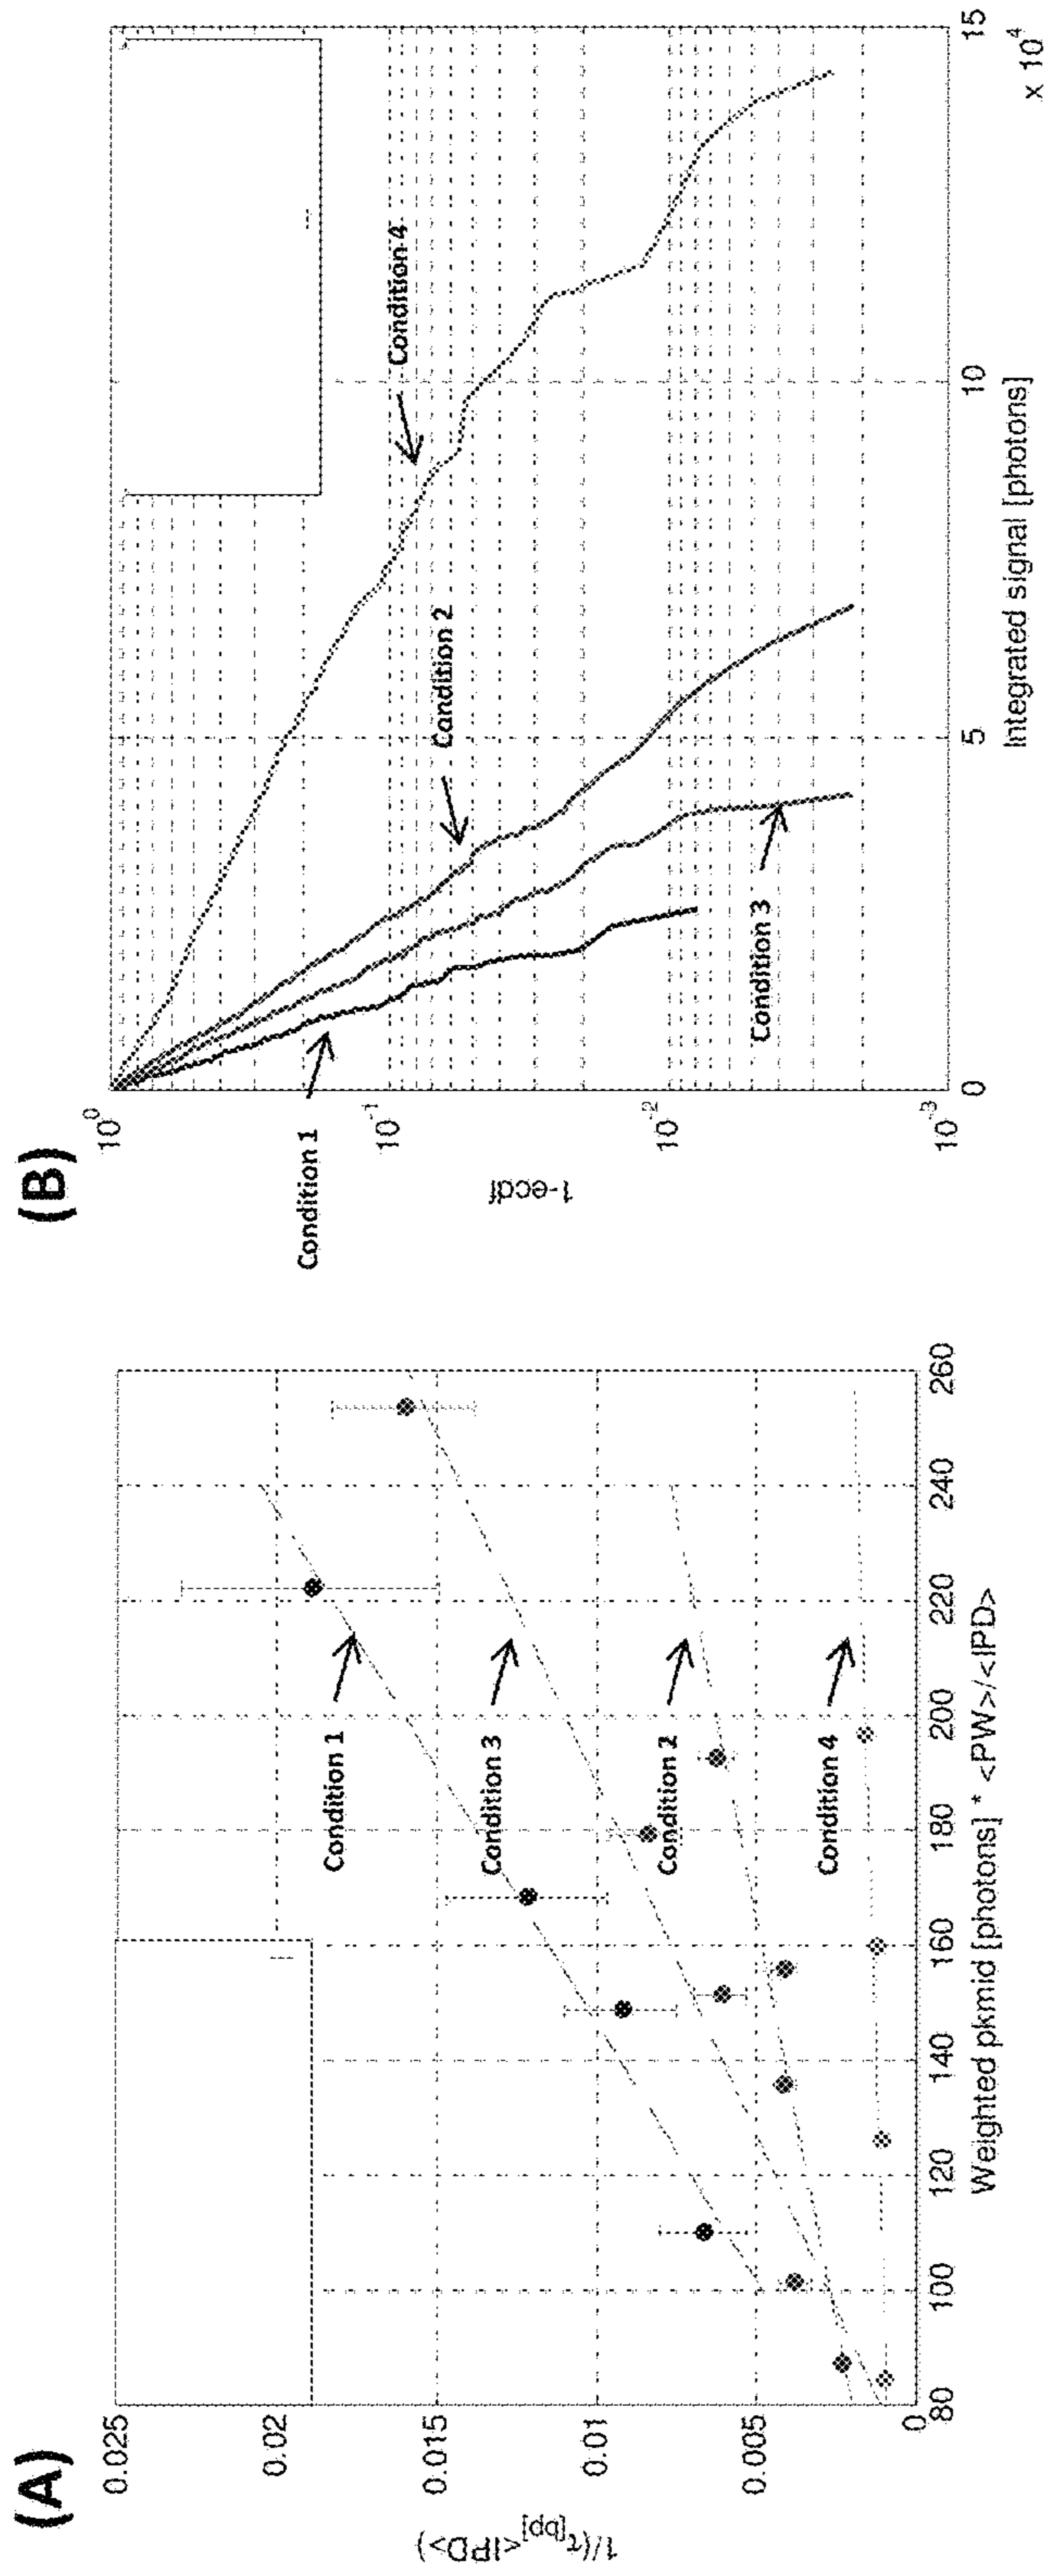 (A)
0.025
0.02
0.015
0.01
0.005
0
1/(τ[bp]<IPD>)
Condition 1
Condition 3
Condition 2
Condition 4
80
100
120
140
160
180
200
220
240
260
Weighted pkmid [photons] * <PW>/<IPD>
(B)
10^0
10^-1
10^-2
10^-3
1-ecdf
Condition 1
Condition 2
Condition 4
Condition 3
0
5
10
15
x 10^4
Integrated signal [photons]